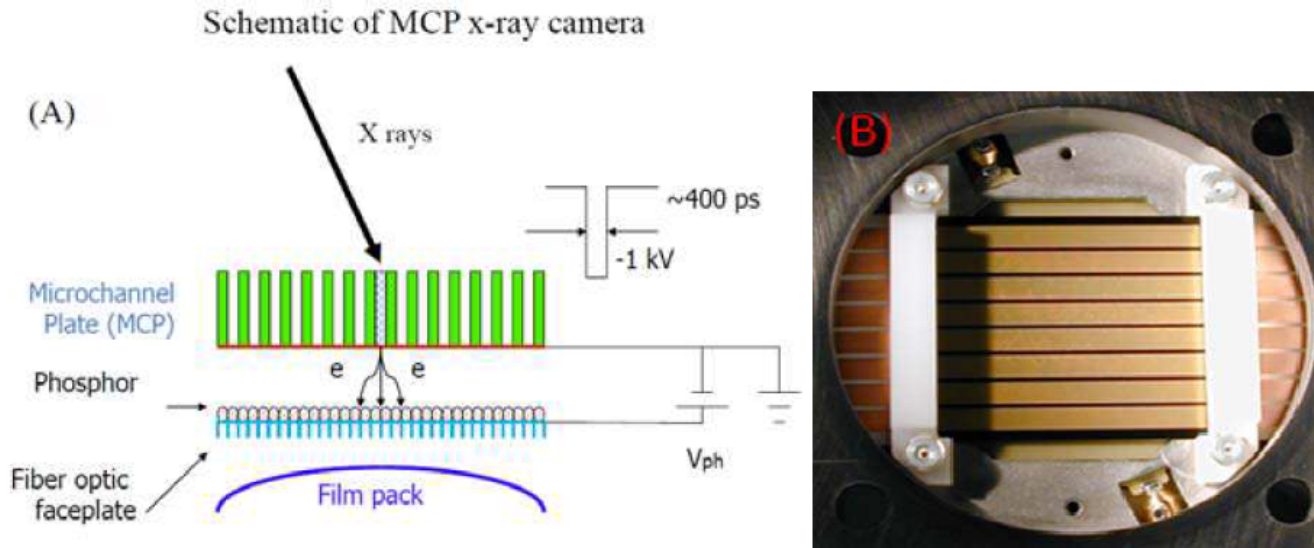 Schematic of MCP x-ray camera
(A)
X rays
~400 ps
-1 kV
Microchannel
Plate (MCP)
e
e
Phosphor
Vph
Fiber optic
faceplate
Film pack
(B)